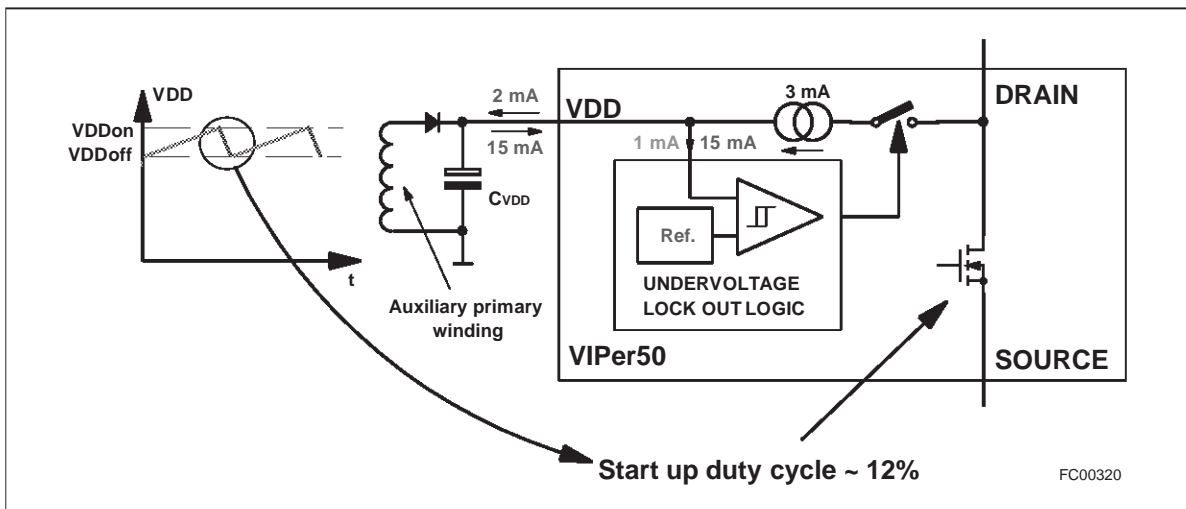 VDD
VDDon
VDDoff
t
2 mA
15 mA
CVDD
Auxiliary primary
winding
VDD
3 mA
DRAIN
1 mA 15 mA
Ref.
UNDERVOLTAGE
LOCK OUT LOGIC
VIPer50
SOURCE
Start up duty cycle ~ 12%
FC00320